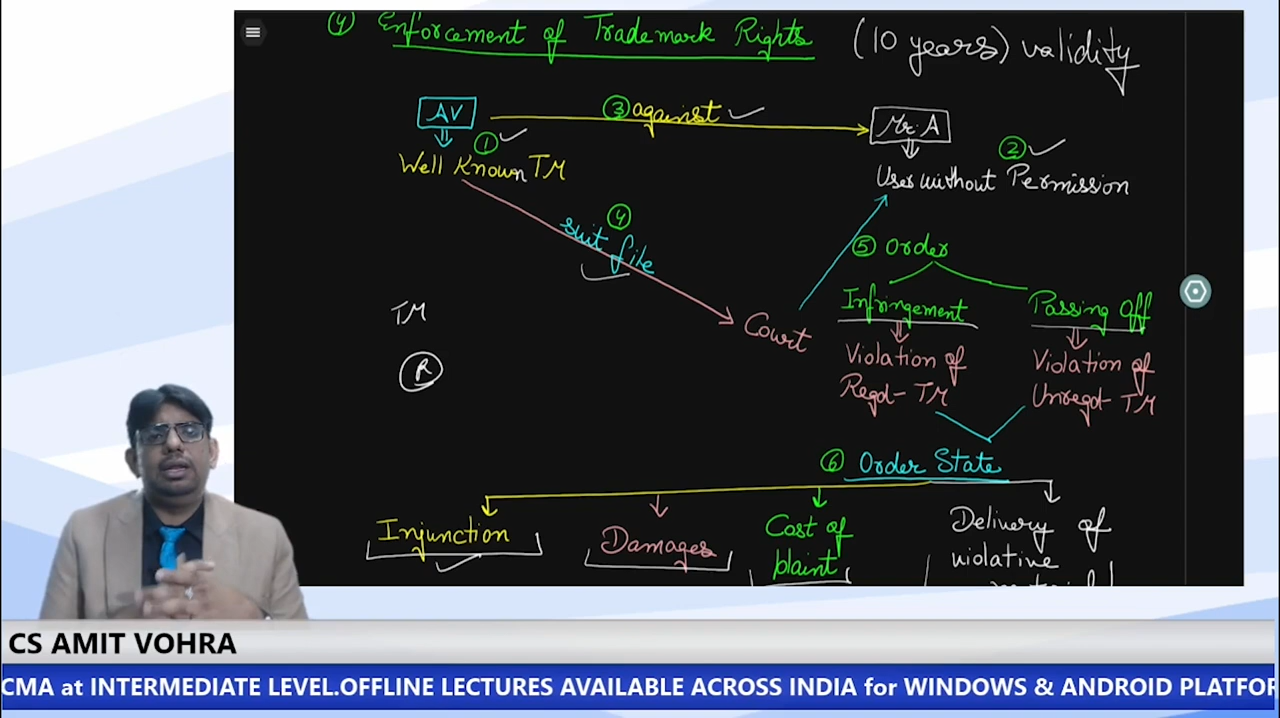 (4) Enforcement of Trademark Rights (10 years) validity
AV
③ against
Mr. A
①
Well Known TM
②
User without Permission
④
suit file
⑤ Order
TM
Court
Infringement
Passing Off
R
Violation of
Regd- TM
Violation of
Unregd- TM
⑥ Order State
Injunction
Damages
Cost of
plaint
Delivery of
violative
CS AMIT VOHRA
CMA at INTERMEDIATE LEVEL.OFFLINE LECTURES AVAILABLE ACROSS INDIA for WINDOWS & ANDROID PLATFOR